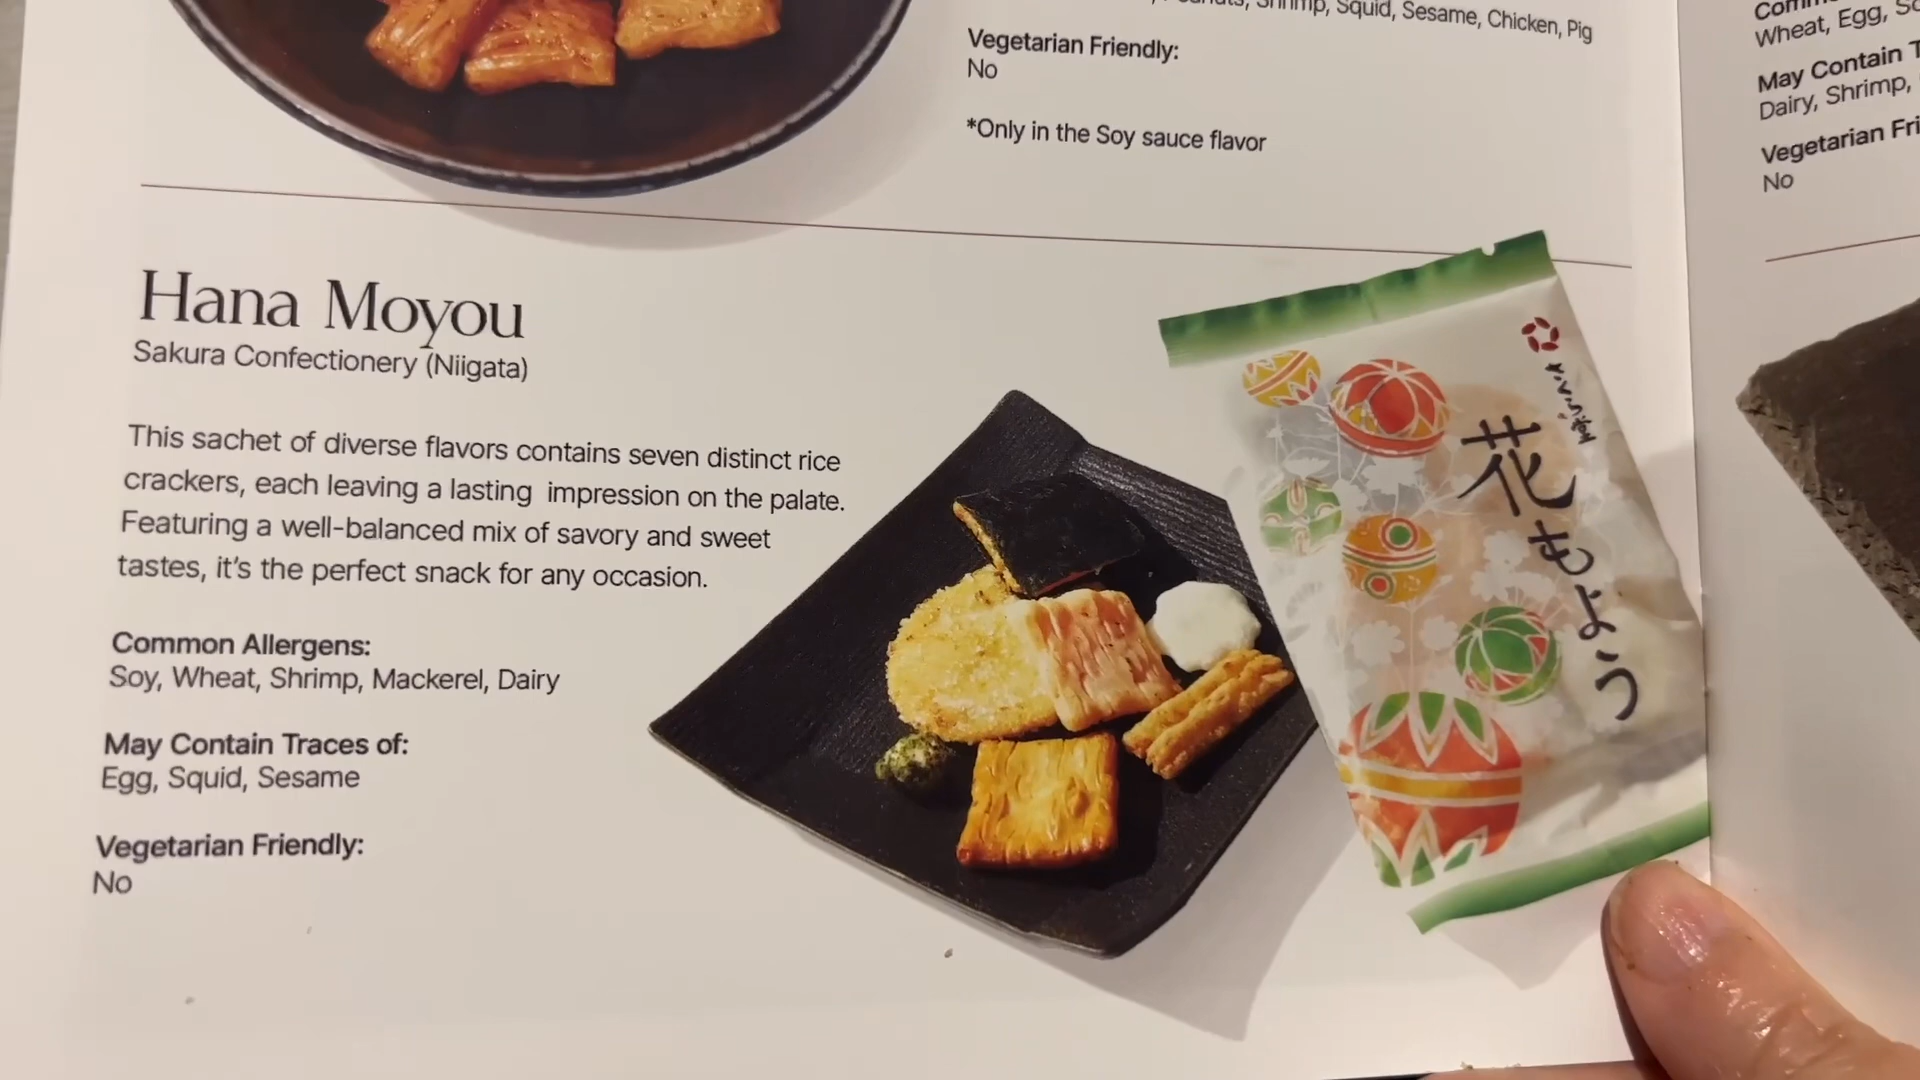 Shrimp, Squid, Sesame, Chicken, Pig
Vegetarian Friendly:
No
*Only in the Soy sauce flavor
Hana Moyou
Sakura Confectionery (Niigata)
This sachet of diverse flavors contains seven distinct rice
crackers, each leaving a lasting impression on the palate.
Featuring a well-balanced mix of savory and sweet
tastes, it's the perfect snack for any occasion.
Common Allergens:
Soy, Wheat, Shrimp, Mackerel, Dairy
May Contain Traces of:
Egg, Squid, Sesame
Vegetarian Friendly:
No
花もよう
Wheat, Egg,
May Contain
Dairy, Shrimp,
Vegetarian
No